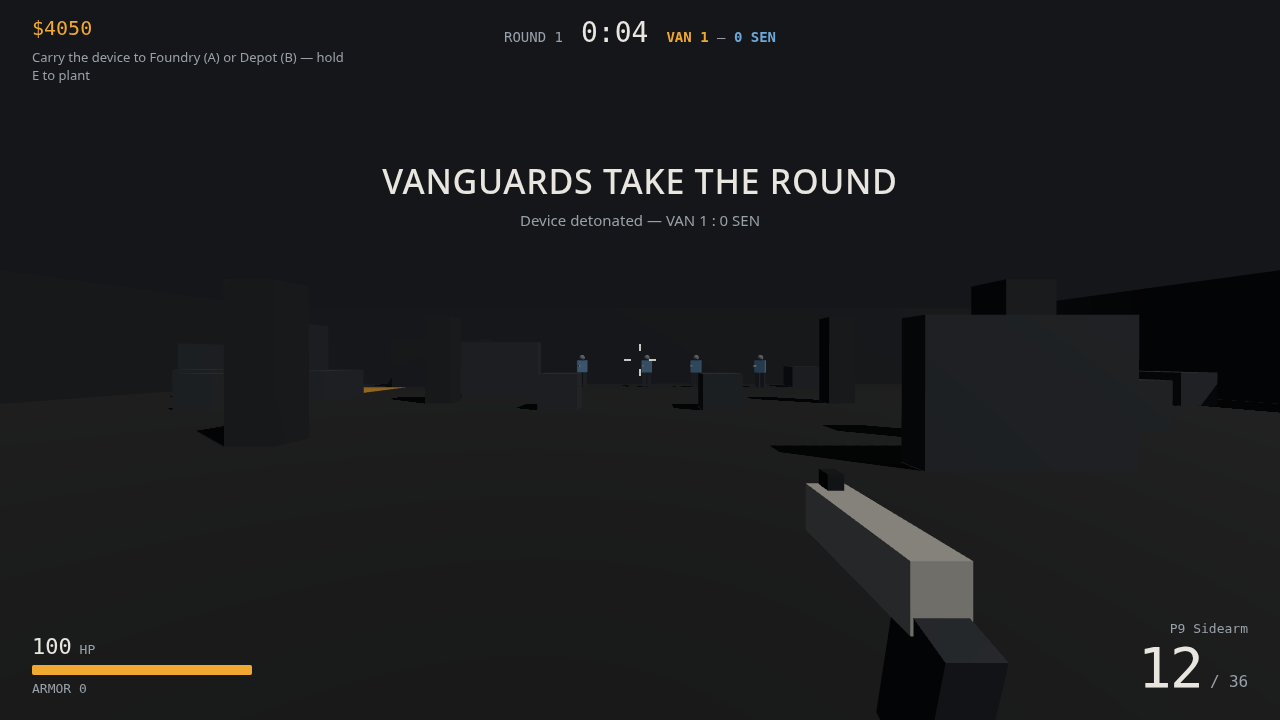 $4050
Carry the device to Foundry (A) or Depot (B) — hold
E to plant
ROUND 1 0:04 VAN 1 — 0 SEN
VANGUARDS TAKE THE ROUND
Device detonated — VAN 1 : 0 SEN
100 HP
ARMOR 0
P9 Sidearm
12 / 36